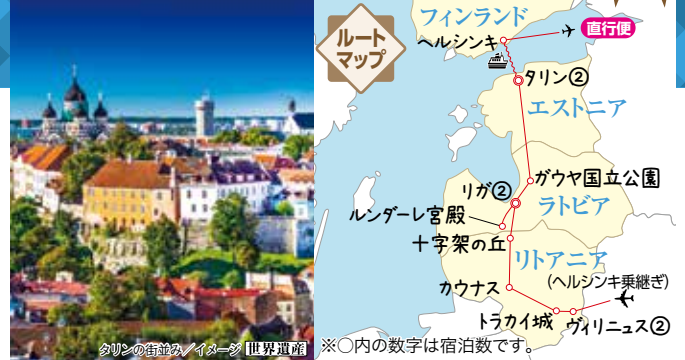 ルート
マップ
フィンランド
ヘルシンキ
直行便
タリン②
エストニア
ガウヤ国立公園
リガ②
ラトビア
ルンダーレ宮殿
十字架の丘
リトアニア
(ヘルシンキ乗継ぎ)
カウナス
トラカイ城
ヴィリニュス②
タリンの街並み/イメージ 世界遺産
※○内の数字は宿泊数です。